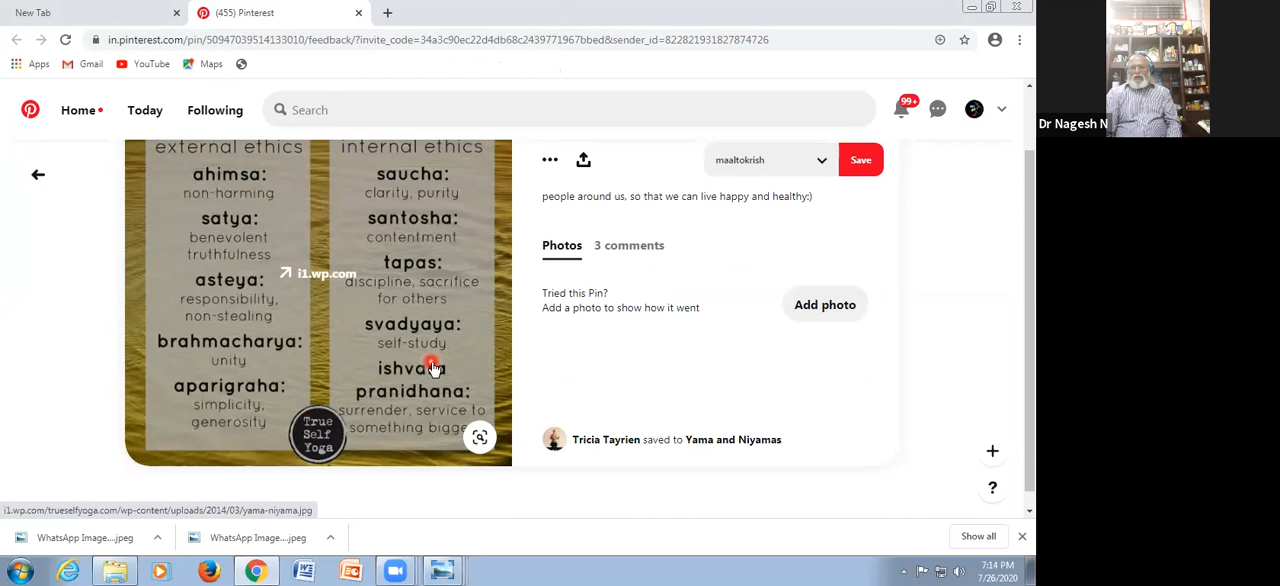 New Tab
(455) Pinterest
in.pinterest.com/pin/50947039514133010/feedback/?invite_code=34a3c90ec22d4db68c2439771967bbed&sender_id=822821931827874726
Apps
Gmail
YouTube
Maps
Home
Today
Following
Search
99+
Dr Nagesh N
external ethics
ahimsa:
non-harming
satya:
benevolent
truthfulness
asteya:
responsibility,
non-stealing
brahmacharya:
unity
aparigraha:
simplicity,
generosity
internal ethics
saucha:
clarity, purity
santosha:
contentment
tapas:
discipline, sacrifice
for others
svadyaya:
self-study
pranidhana:
surrender, service to
i1.wp.com
True
Self
Yoga
maaltokrish
Save
people around us, so that we can live happy and healthy:)
Photos
3 comments
Tried this Pin?
Add a photo to show how it went
Add photo
Tricia Tayrien saved to Yama and Niyamas
+
?
i1.wp.com/trueselfyoga.com/wp-content/uploads/2014/03/yama-niyama.jpg
WhatsApp Image....jpeg
WhatsApp Image....jpeg
Show all
7:14 PM
7/26/2020